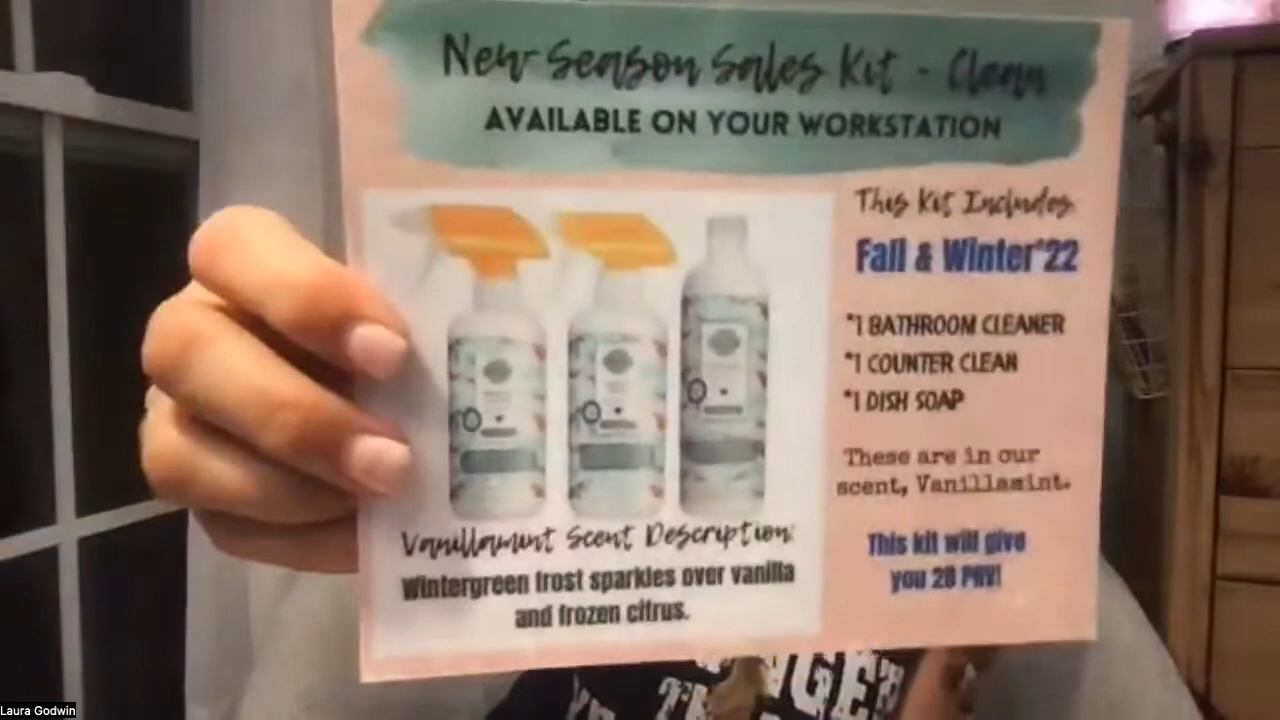 New Season Sales Kit - Clean
AVAILABLE ON YOUR WORKSTATION
This Kit Includes
Fall & Winter'22
*1 BATHROOM CLEANER
*1 COUNTER CLEAN
*1 DISH SOAP
These are in our
scent, Vanillamint.
This kit will give
you 28 PRV!
Vanillamint Scent Description:
Wintergreen frost sparkles over vanilla
and frozen citrus.
Laura Godwin